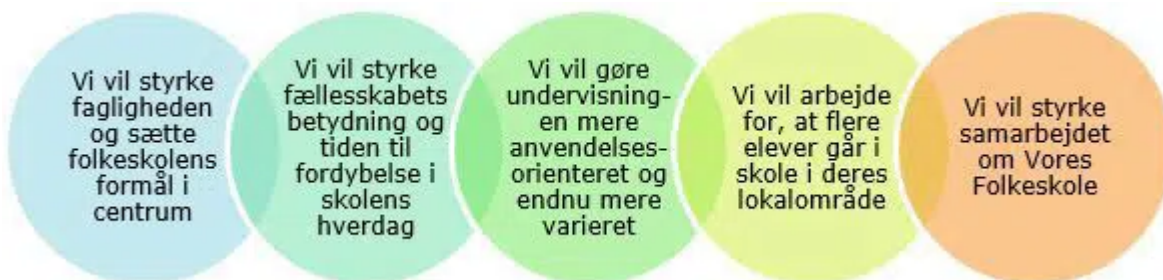 Vi vil styrke
fagligheden
og sætte
folkeskolens
formål i
centrum
Vi vil styrke
fællesskabets
betydning og
tiden til
fordybelse i
skolens
hverdag
Vi vil gøre
undervisning-
en mere
anvendelses-
orienteret og
endnu mere
varieret
Vi vil arbejde
for, at flere
elever går i
skole i deres
lokalområde
Vi vil styrke
samarbejdet
om Vores
Folkeskole